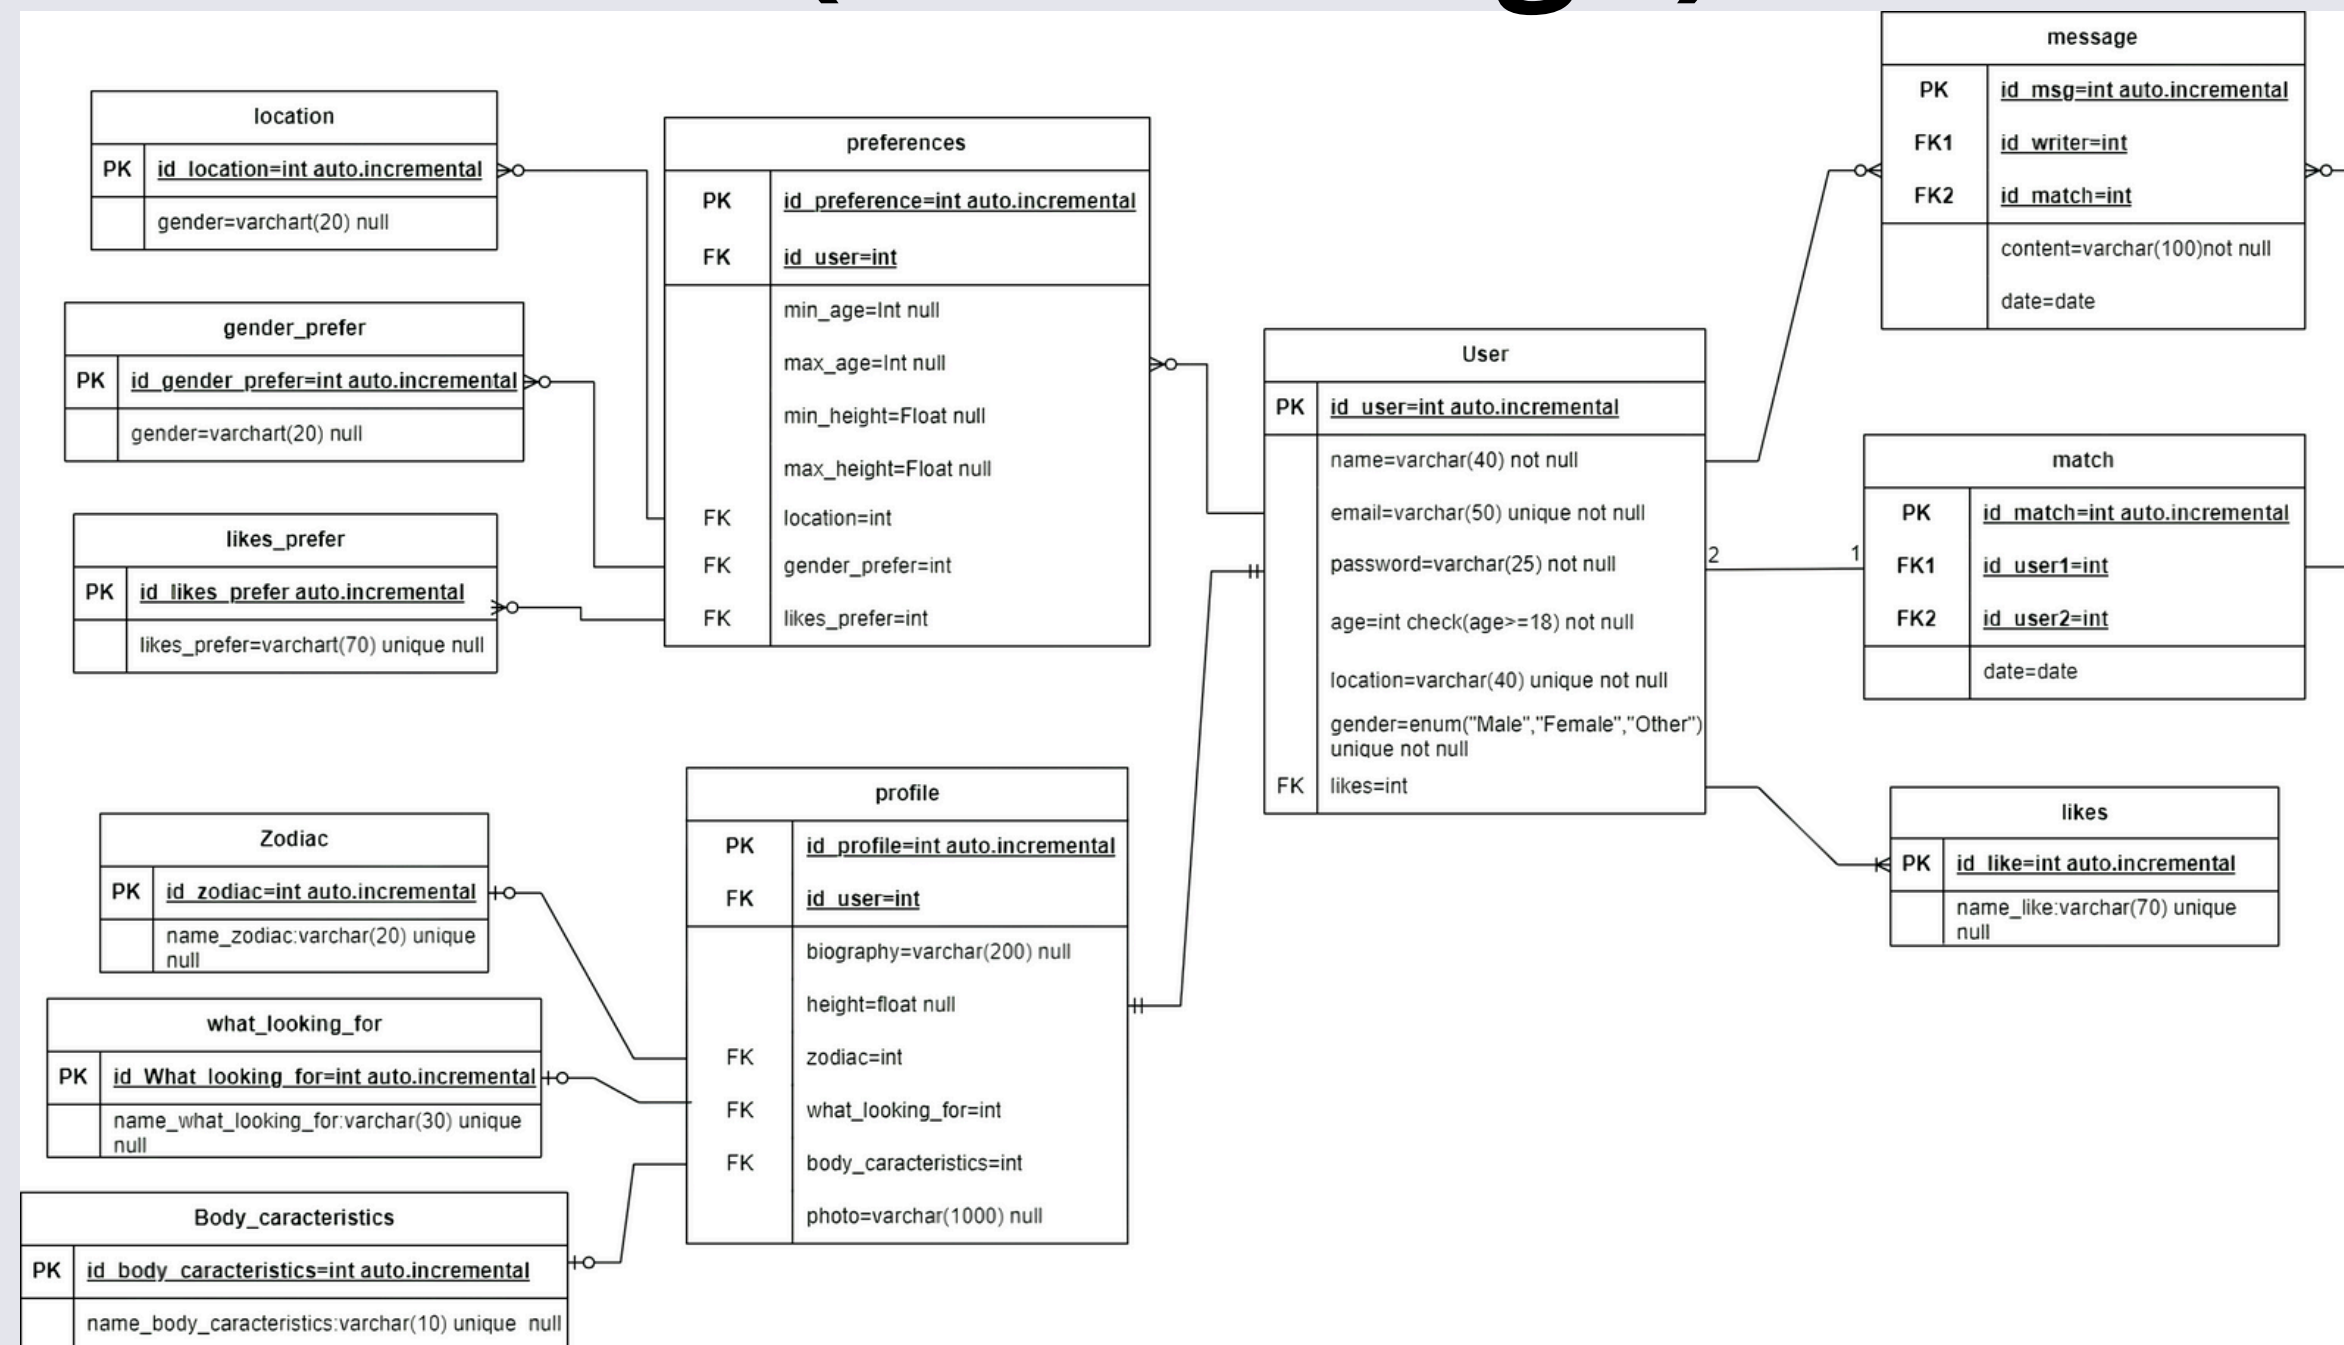 location
PK id_location=int auto.incremental
gender=varchart(20) null
gender_prefer
PK id_gender_prefer=int auto.incremental
gender=varchart(20) null
likes_prefer
PK id_likes_prefer auto.incremental
likes_prefer=varchart(70) unique null
preferences
PK id_preference=int auto.incremental
FK id_user=int
min_age=Int null
max_age=Int null
min_height=Float null
max_height=Float null
FK location=int
FK gender_prefer=int
FK likes_prefer=int
Zodiac
PK id_zodiac=int auto.incremental
name_zodiac:varchar(20) unique
null
what_looking_for
PK id_What_looking_for=int auto.incremental
name_what_looking_for:varchar(30) unique
null
Body_caracteristics
PK id_body_caracteristics=int auto.incremental
name_body_caracteristics:varchar(10) unique null
profile
PK id_profile=int auto.incremental
FK id_user=int
biography=varchar(200) null
height=float null
FK zodiac=int
FK what_looking_for=int
FK body_caracteristics=int
photo=varchar(1000) null
User
PK id_user=int auto.incremental
name=varchar(40) not null
email=varchar(50) unique not null
password=varchar(25) not null
age=int check(age>=18) not null
location=varchar(40) unique not null
gender=enum("Male","Female","Other")
unique not null
FK likes=int
2 1
message
PK id_msg=int auto.incremental
FK1 id_writer=int
FK2 id_match=int
content=varchar(100)not null
date=date
match
PK id_match=int auto.incremental
FK1 id_user1=int
FK2 id_user2=int
date=date
likes
PK id_like=int auto.incremental
name_like:varchar(70) unique
null